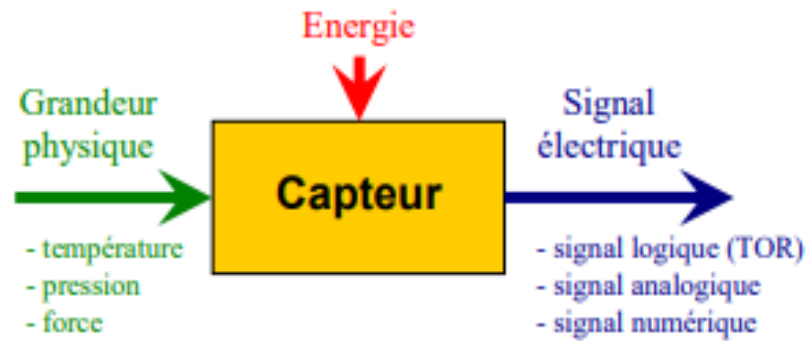 Energie
Grandeur
physique
Signal
électrique
Capteur
- température
- pression
- force
- signal logique (TOR)
- signal analogique
- signal numérique